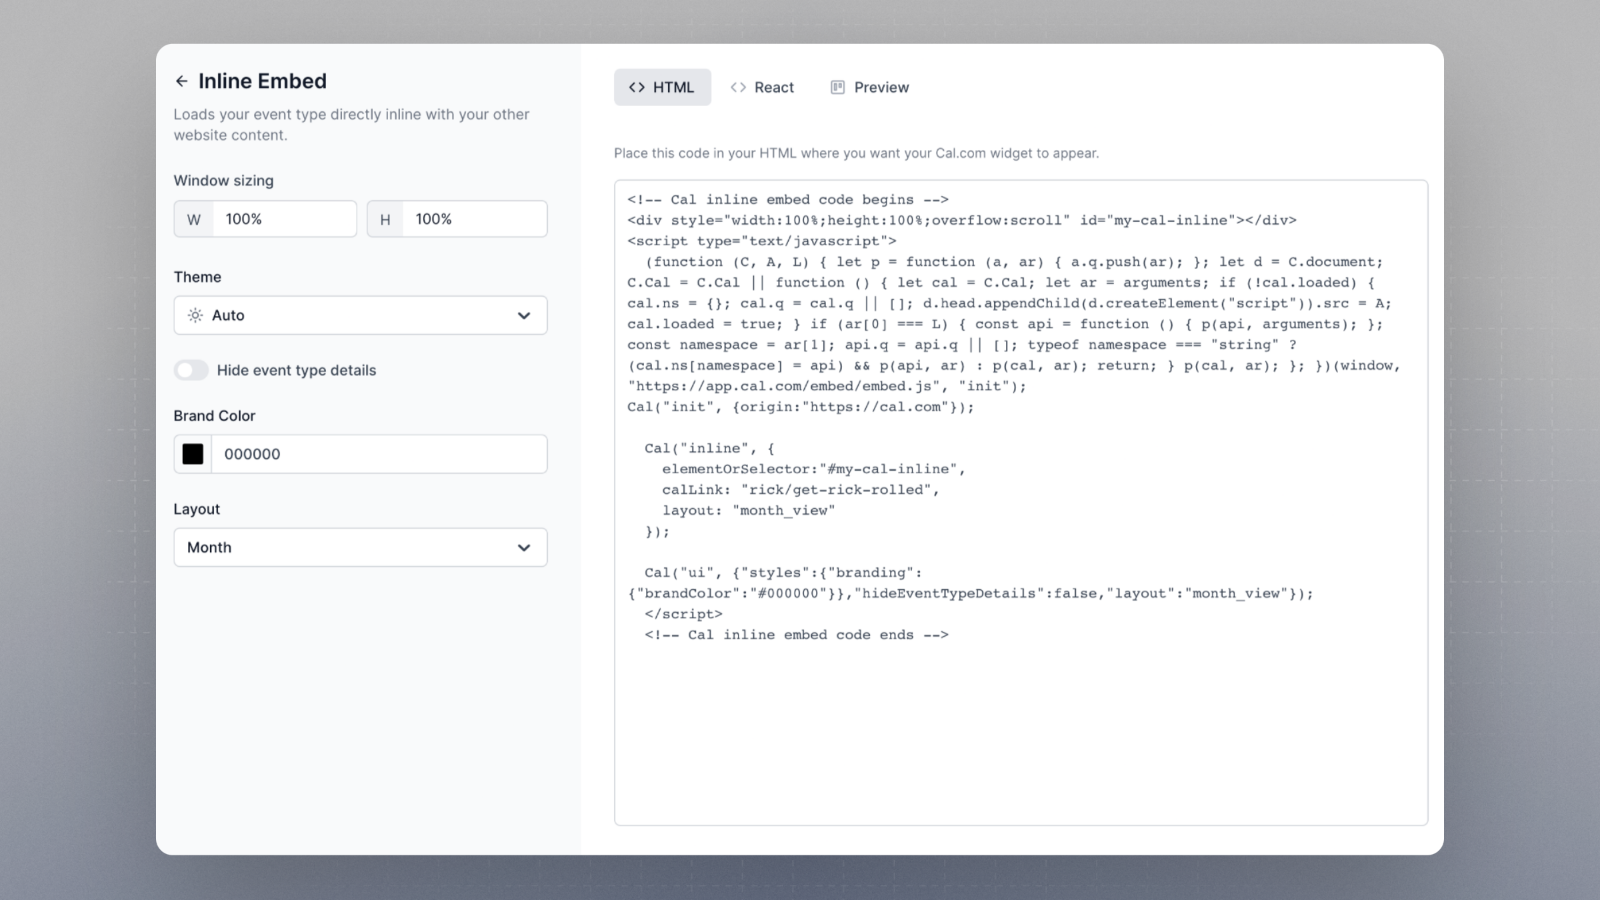 Inline Embed
Loads your event type directly inline with your other
website content.
Window sizing
W 100% H 100%
Theme
Auto
Hide event type details
Brand Color
000000
Layout
Month
<> HTML <> React Preview
Place this code in your HTML where you want your Cal.com widget to appear.
<!-- Cal inline embed code begins -->
<div style="width:100%;height:100%;overflow:scroll" id="my-cal-inline"></div>
<script type="text/javascript">
  (function (C, A, L) { let p = function (a, ar) { a.q.push(ar); }; let d = C.document;
C.Cal = C.Cal || function () { let cal = C.Cal; let ar = arguments; if (!cal.loaded) {
cal.ns = {}; cal.q = cal.q || []; d.head.appendChild(d.createElement("script")).src = A;
cal.loaded = true; } if (ar[0] === L) { const api = function () { p(api, arguments); };
const namespace = ar[1]; api.q = api.q || []; typeof namespace === "string" ?
(cal.ns[namespace] = api) && p(api, ar) : p(cal, ar); return; } p(cal, ar); }; })(window,
"https://app.cal.com/embed/embed.js", "init");
Cal("init", {origin:"https://cal.com"});
  Cal("inline", {
    elementOrSelector:"#my-cal-inline",
    calLink: "rick/get-rick-rolled",
    layout: "month_view"
  });
  Cal("ui", {"styles":{"branding":
{"brandColor":"#000000"}},"hideEventTypeDetails":false,"layout":"month_view"});
  </script>
  <!-- Cal inline embed code ends -->